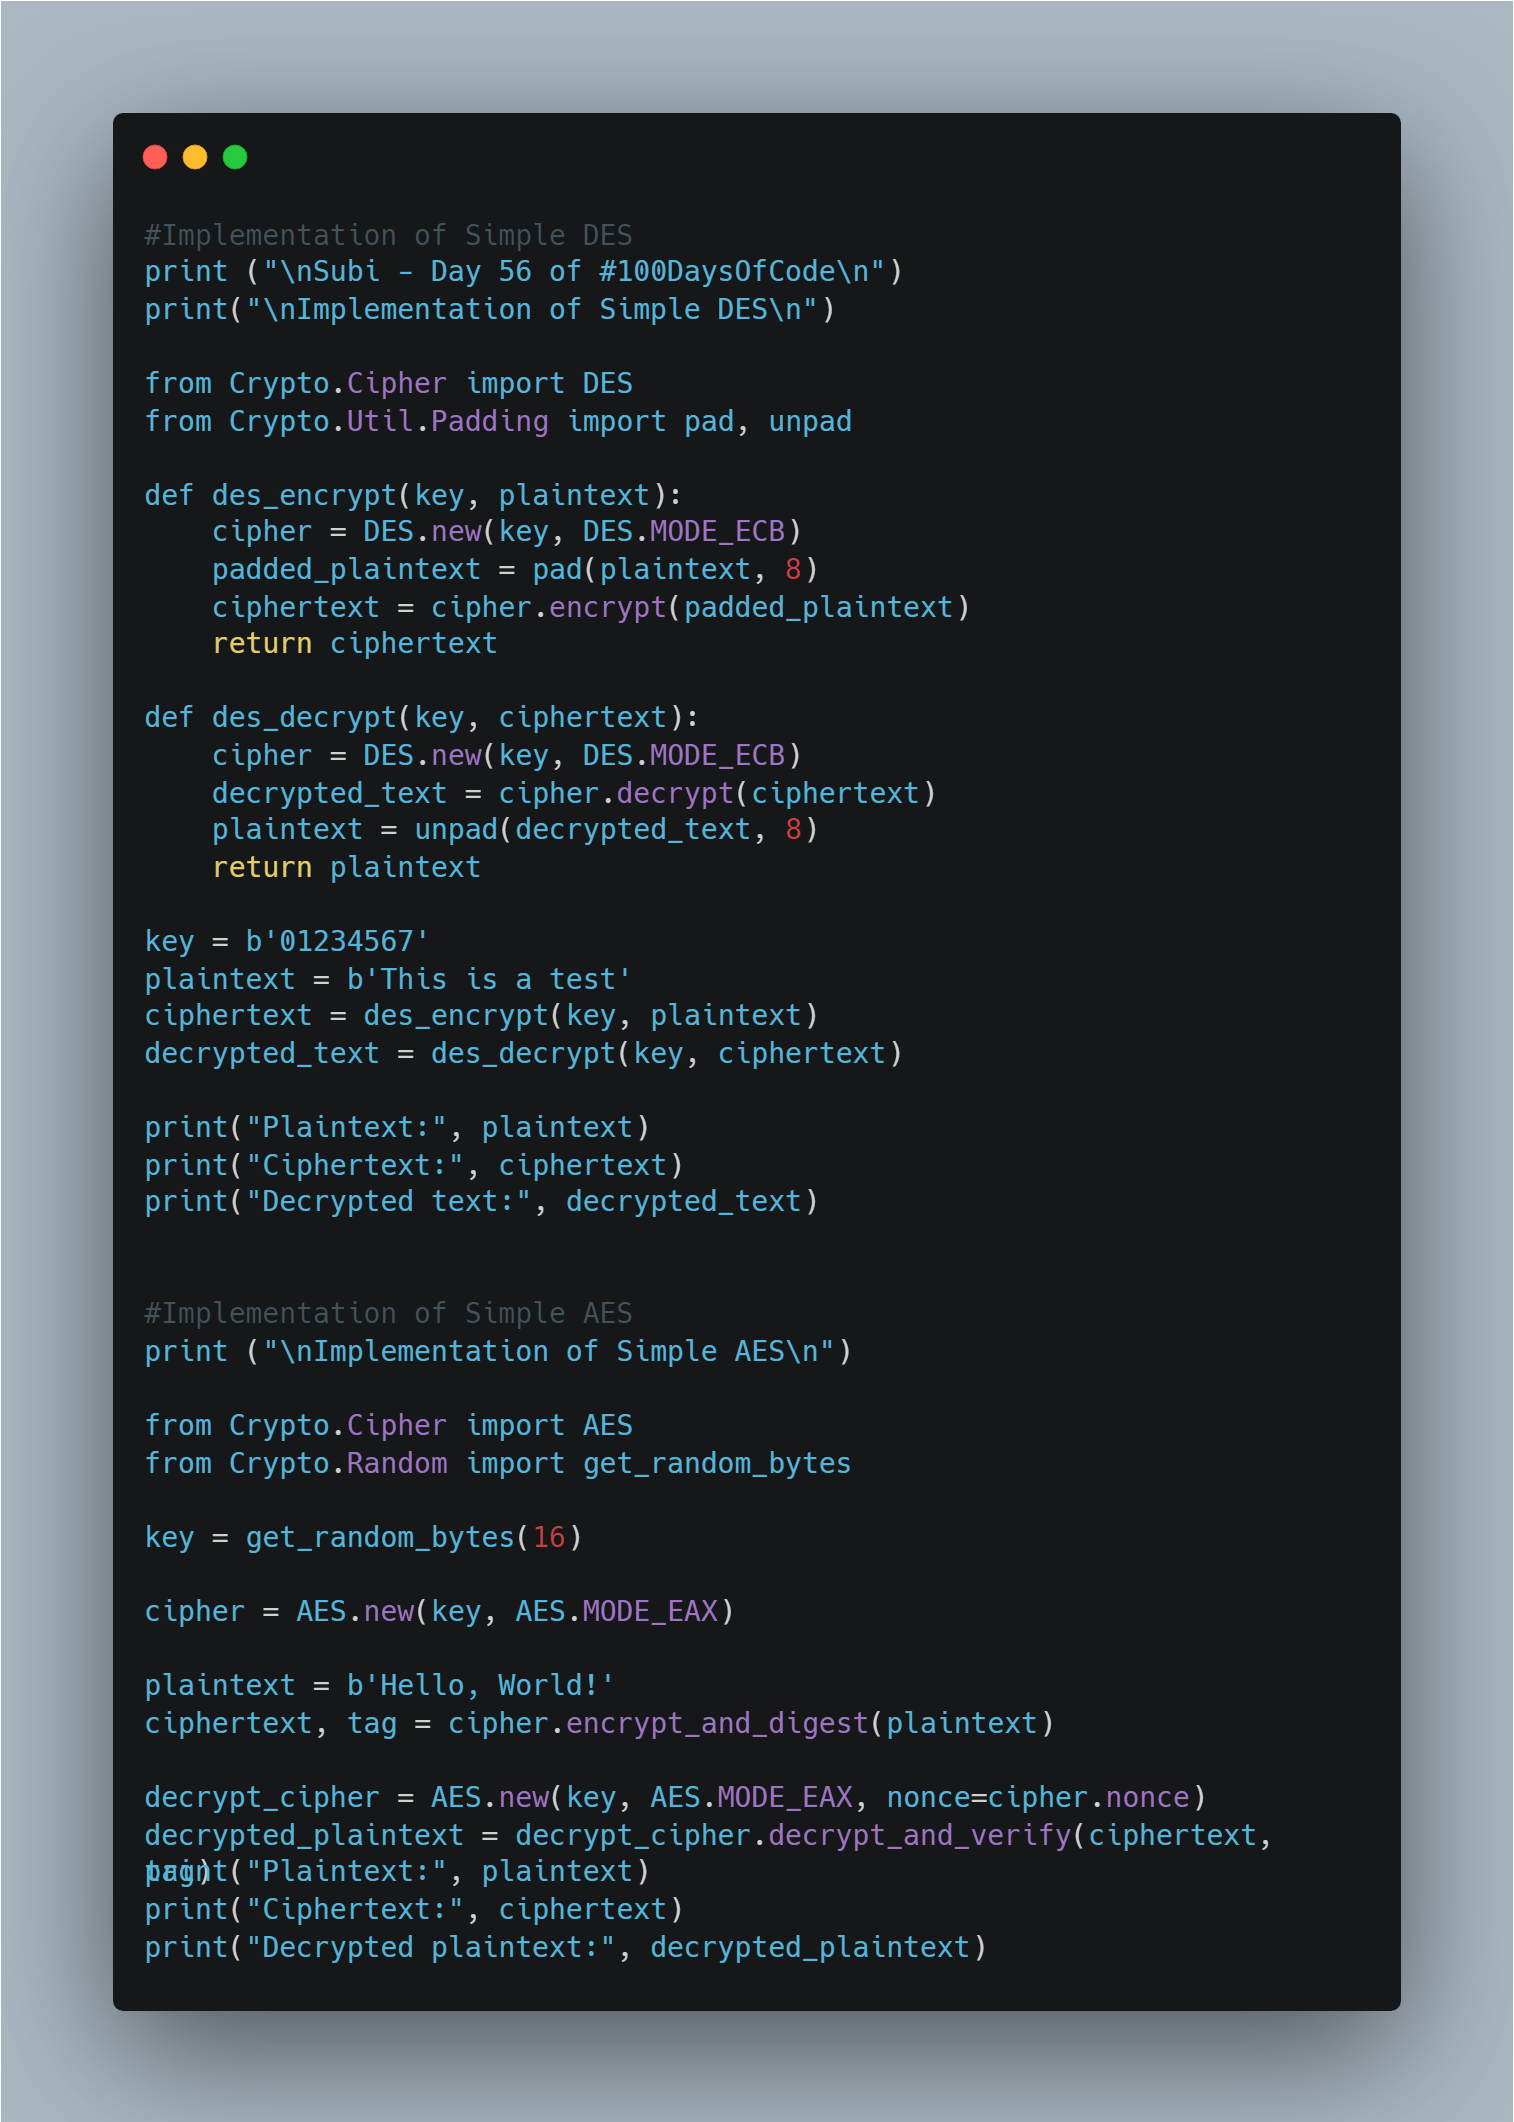 #Implementation of Simple DES
print ("\nSubi - Day 56 of #100DaysOfCode\n")
print("\nImplementation of Simple DES\n")
from Crypto.Cipher import DES
from Crypto.Util.Padding import pad, unpad
def des_encrypt(key, plaintext):
    cipher = DES.new(key, DES.MODE_ECB)
    padded_plaintext = pad(plaintext, 8)
    ciphertext = cipher.encrypt(padded_plaintext)
    return ciphertext
def des_decrypt(key, ciphertext):
    cipher = DES.new(key, DES.MODE_ECB)
    decrypted_text = cipher.decrypt(ciphertext)
    plaintext = unpad(decrypted_text, 8)
    return plaintext
key = b'01234567'
plaintext = b'This is a test'
ciphertext = des_encrypt(key, plaintext)
decrypted_text = des_decrypt(key, ciphertext)
print("Plaintext:", plaintext)
print("Ciphertext:", ciphertext)
print("Decrypted text:", decrypted_text)
#Implementation of Simple AES
print ("\nImplementation of Simple AES\n")
from Crypto.Cipher import AES
from Crypto.Random import get_random_bytes
key = get_random_bytes(16)
cipher = AES.new(key, AES.MODE_EAX)
plaintext = b'Hello, World!'
ciphertext, tag = cipher.encrypt_and_digest(plaintext)
decrypt_cipher = AES.new(key, AES.MODE_EAX, nonce=cipher.nonce)
decrypted_plaintext = decrypt_cipher.decrypt_and_verify(ciphertext,
tag)
print("Plaintext:", plaintext)
print("Ciphertext:", ciphertext)
print("Decrypted plaintext:", decrypted_plaintext)